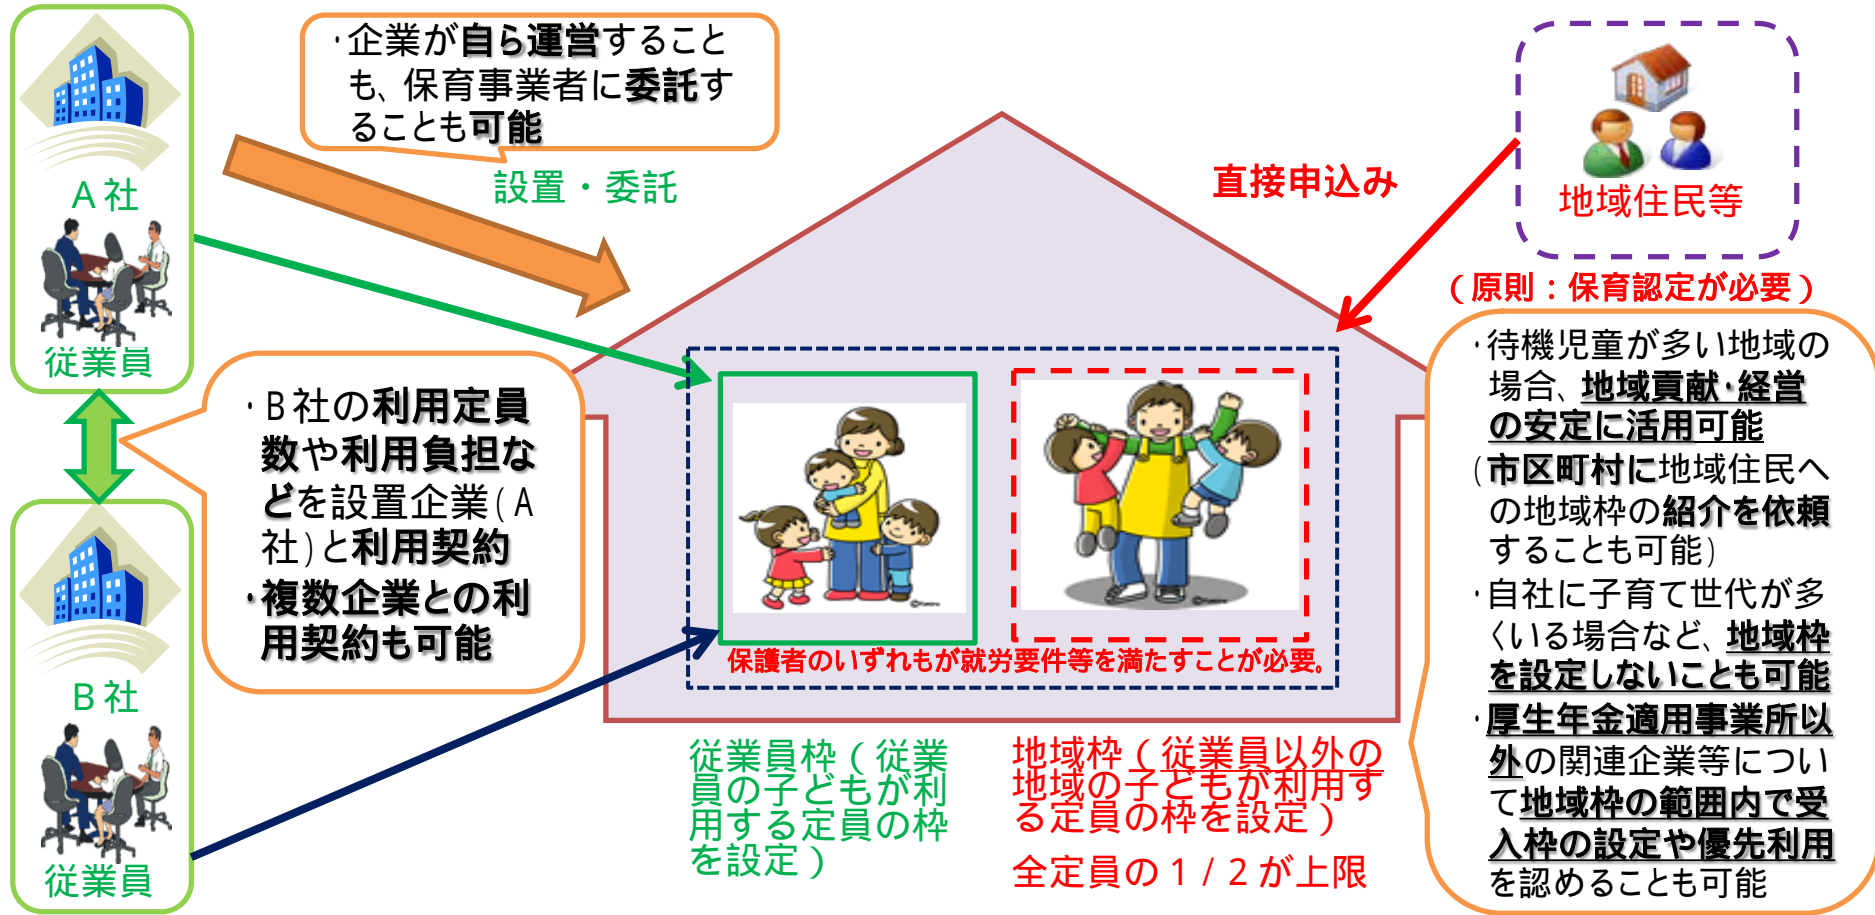 A社
従業員
B社
従業員
・企業が自ら運営すること
も、保育事業者に委託す
ることも可能
設置・委託
・B社の利用定員
数や利用負担な
どを設置企業(A
社)と利用契約
・複数企業との利
用契約も可能
直接申込み
地域住民等
(原則:保育認定が必要)
保護者のいずれもが就労要件等を満たすことが必要。
従業員枠(従業
員の子どもが利
用する定員の枠
を設定)
地域枠(従業員以外の
地域の子どもが利用す
る定員の枠を設定)
全定員の1/2が上限
・待機児童が多い地域の
場合、地域貢献・経営
の安定に活用可能
(市区町村に地域住民へ
の地域枠の紹介を依頼
することも可能)
・自社に子育て世代が多
くいる場合など、地域枠
を設定しないことも可能
・厚生年金適用事業所以
外の関連企業等につい
て地域枠の範囲内で受
入枠の設定や優先利用
を認めることも可能